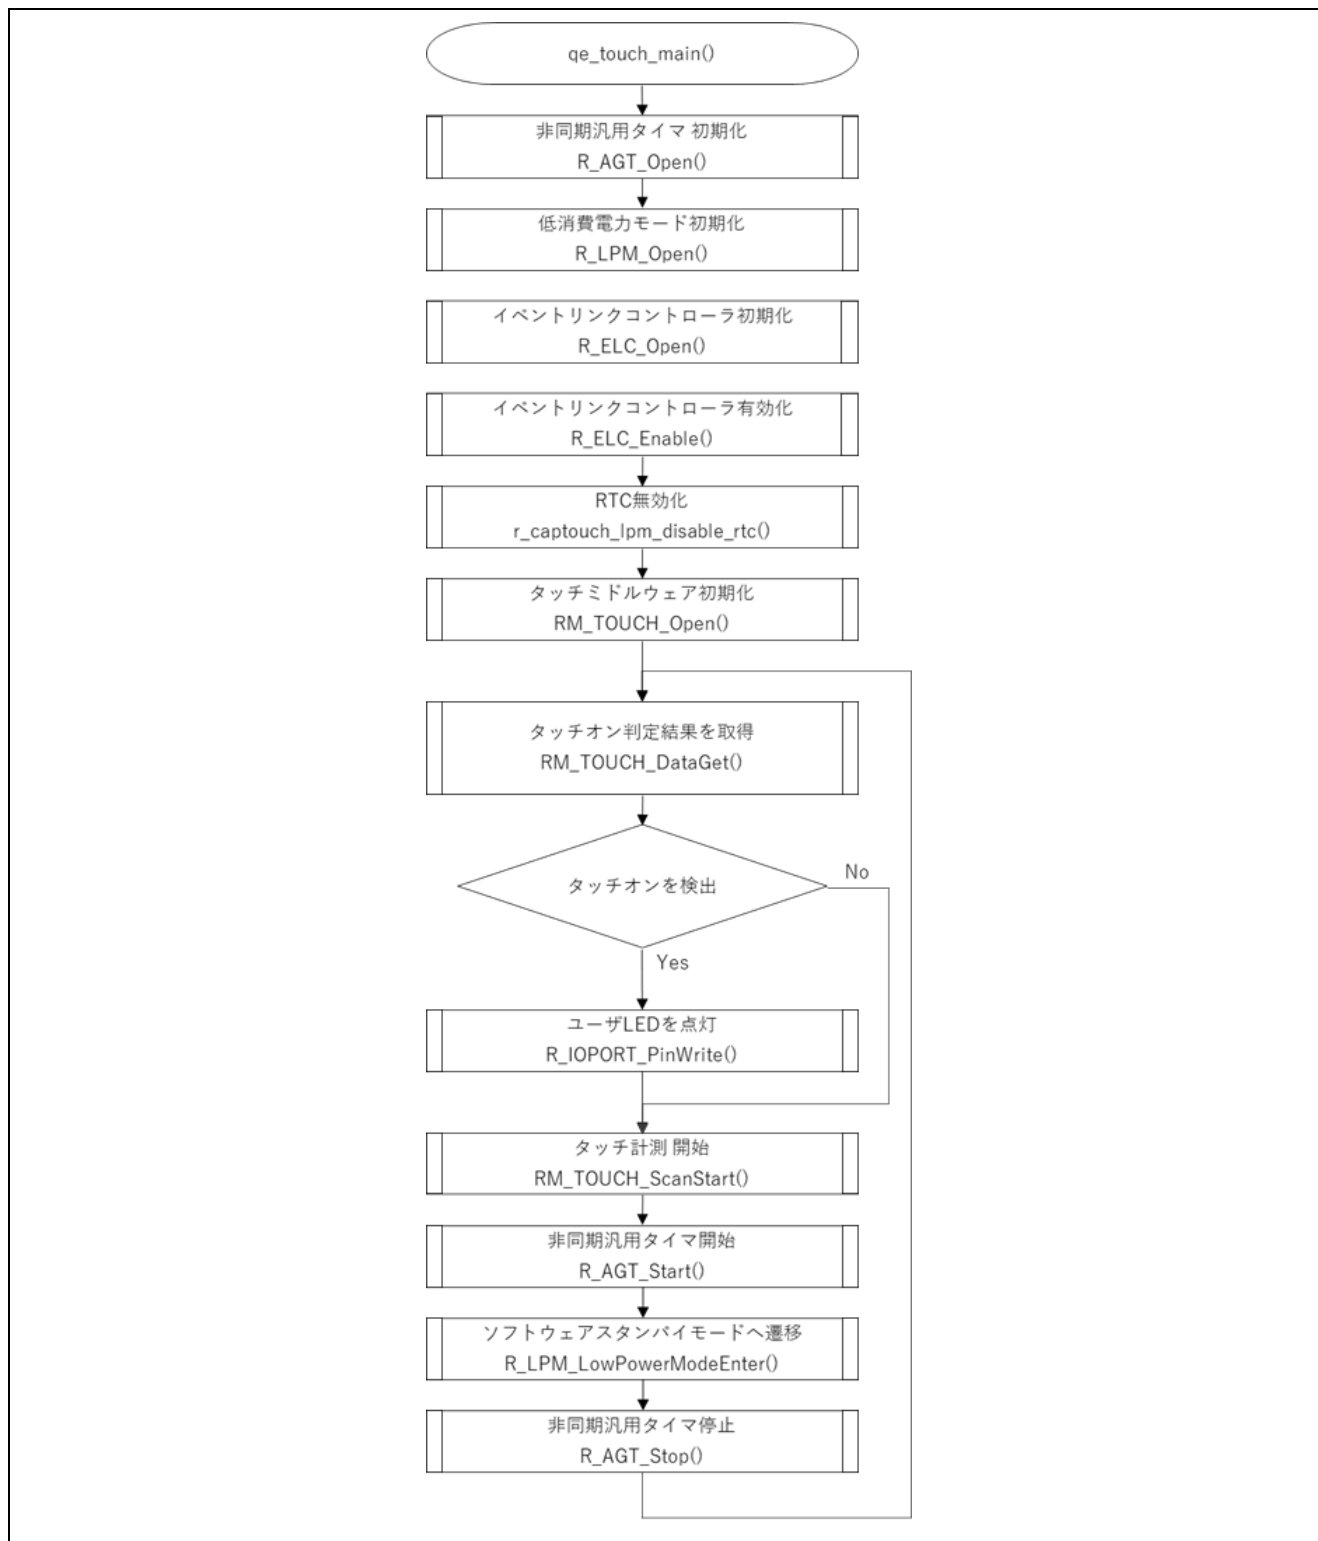 qe_touch_main()
非同期汎用タイマ 初期化
R_AGT_Open()
低消費電力モード初期化
R_LPM_Open()
イベントリンクコントローラ初期化
R_ELC_Open()
イベントリンクコントローラ有効化
R_ELC_Enable()
RTC無効化
r_captouch_lpm_disable_rtc()
タッチミドルウェア初期化
RM_TOUCH_Open()
タッチオン判定結果を取得
RM_TOUCH_DataGet()
タッチオンを検出
No
Yes
ユーザLEDを点灯
R_IOPORT_PinWrite()
タッチ計測 開始
RM_TOUCH_ScanStart()
非同期汎用タイマ開始
R_AGT_Start()
ソフトウェアスタンバイモードへ遷移
R_LPM_LowPowerModeEnter()
非同期汎用タイマ停止
R_AGT_Stop()